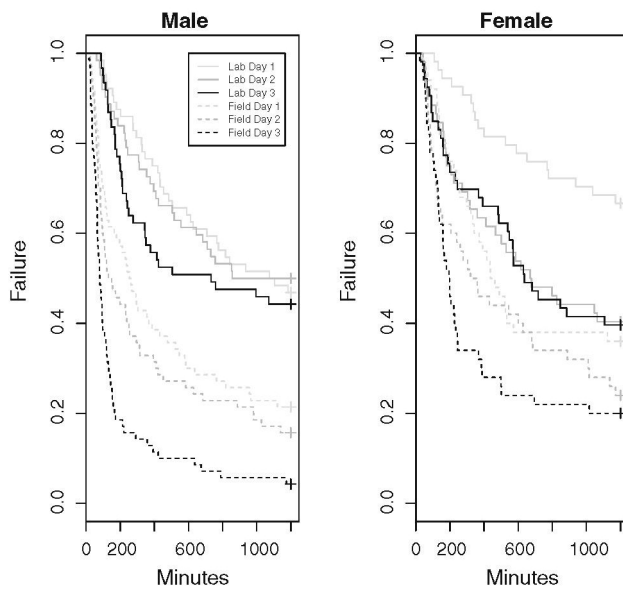 Male
Female
Failure
1.0
0.8
0.6
0.4
0.2
0.0
Lab Day 1
Lab Day 2
Lab Day 3
Field Day 1
Field Day 2
Field Day 3
0 200 600 1000
Minutes
Failure
1.0
0.8
0.6
0.4
0.2
0.0
0 200 600 1000
Minutes